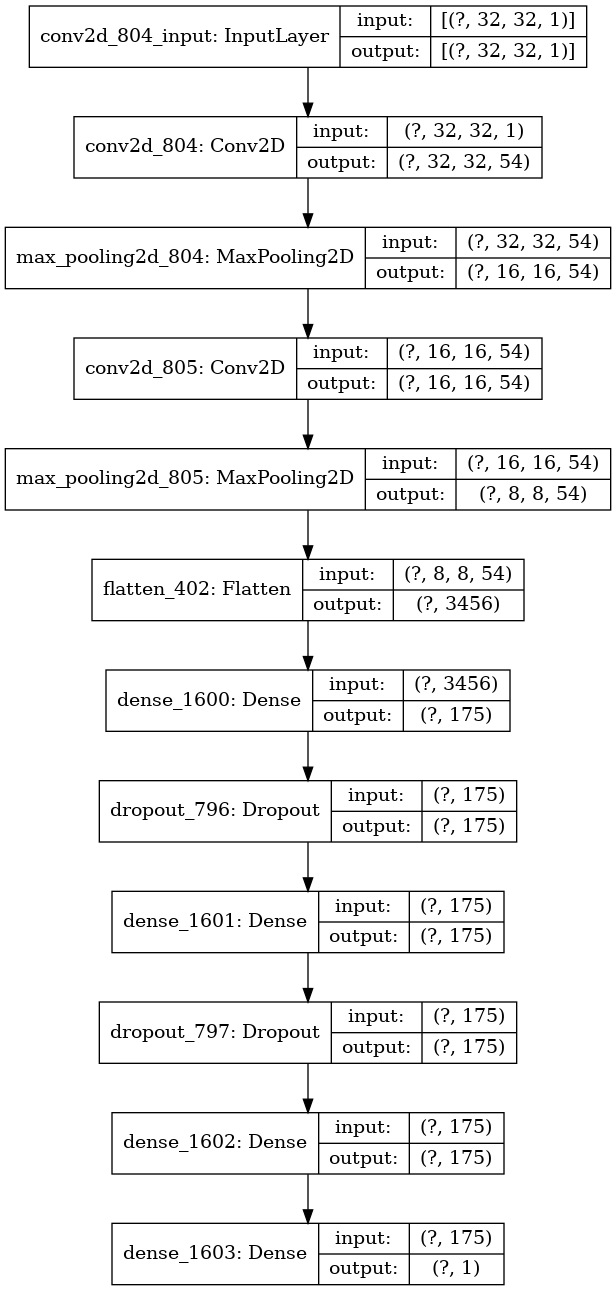 conv2d_804_input: InputLayer
input: [(?, 32, 32, 1)]
output: [(?, 32, 32, 1)]
conv2d_804: Conv2D
input: (?, 32, 32, 1)
output: (?, 32, 32, 54)
max_pooling2d_804: MaxPooling2D
input: (?, 32, 32, 54)
output: (?, 16, 16, 54)
conv2d_805: Conv2D
input: (?, 16, 16, 54)
output: (?, 16, 16, 54)
max_pooling2d_805: MaxPooling2D
input: (?, 16, 16, 54)
output: (?, 8, 8, 54)
flatten_402: Flatten
input: (?, 8, 8, 54)
output: (?, 3456)
dense_1600: Dense
input: (?, 3456)
output: (?, 175)
dropout_796: Dropout
input: (?, 175)
output: (?, 175)
dense_1601: Dense
input: (?, 175)
output: (?, 175)
dropout_797: Dropout
input: (?, 175)
output: (?, 175)
dense_1602: Dense
input: (?, 175)
output: (?, 175)
dense_1603: Dense
input: (?, 175)
output: (?, 1)